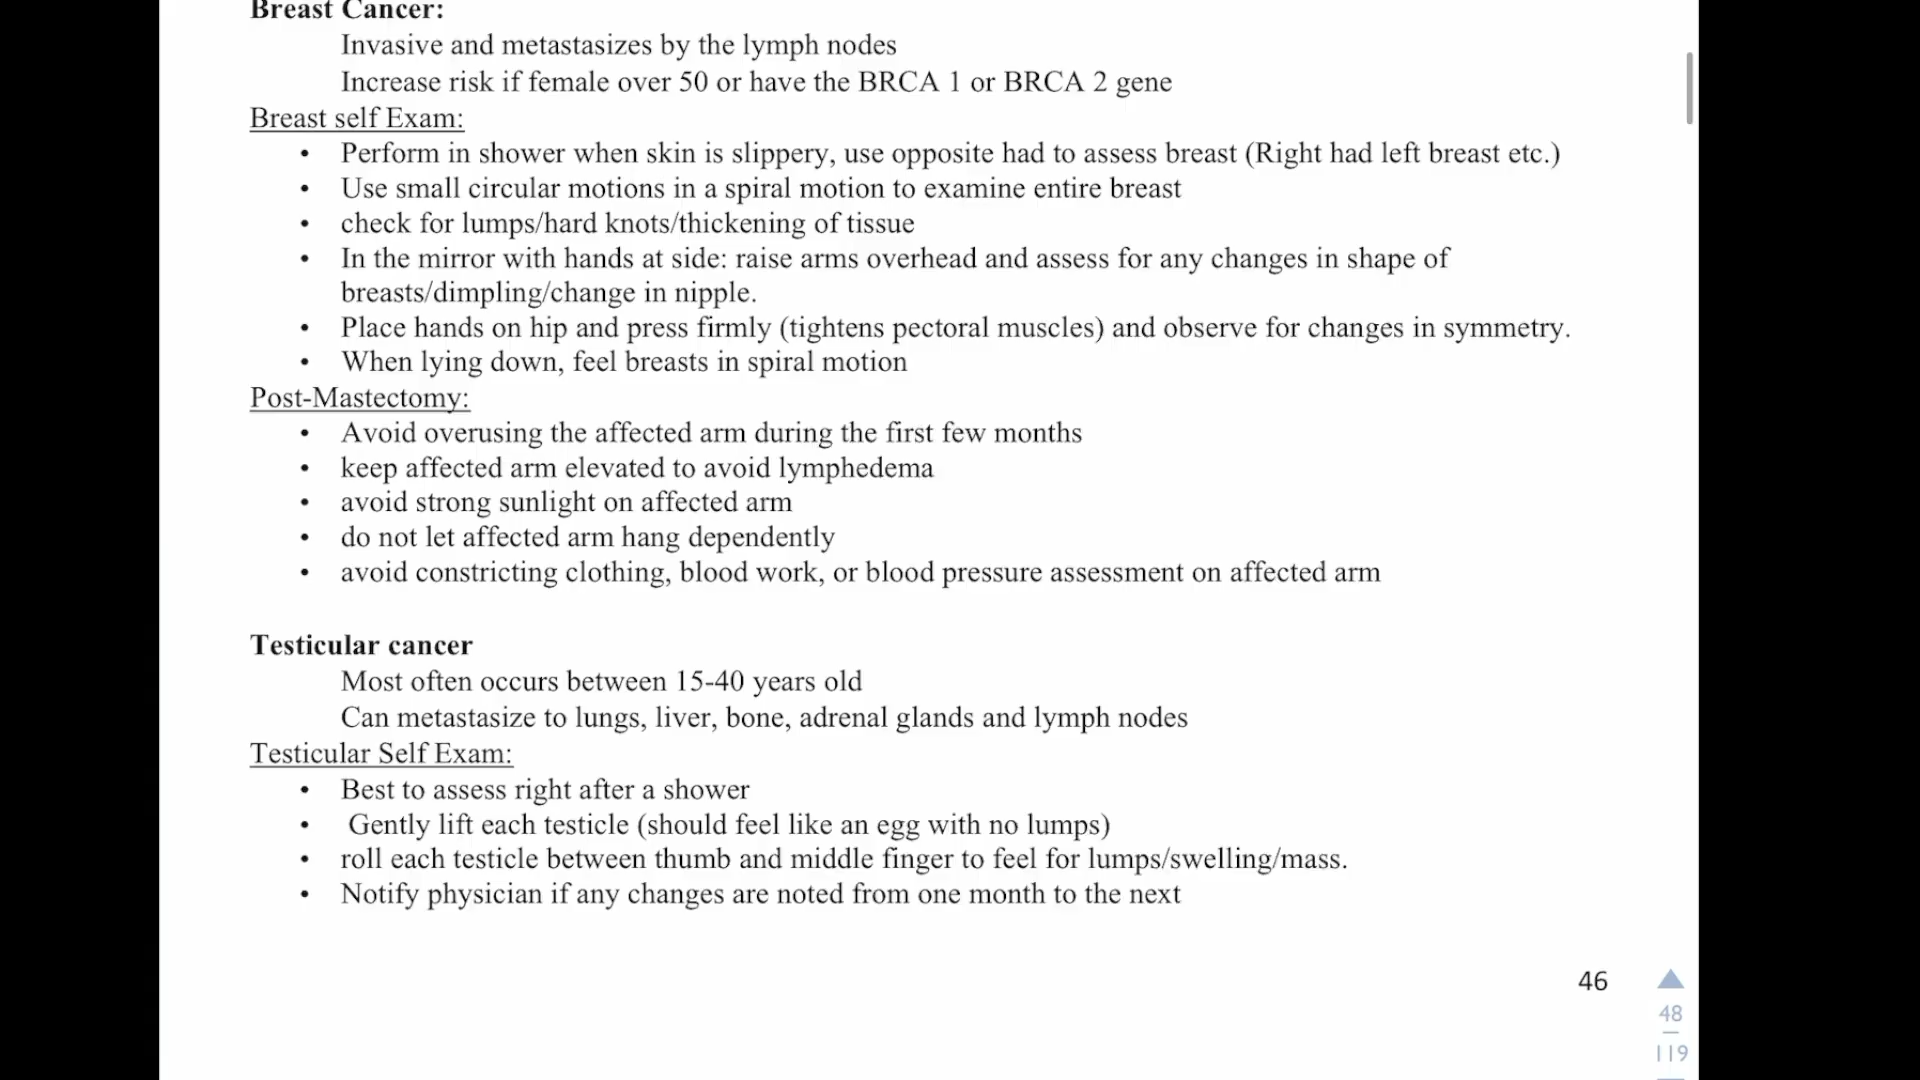 Breast Cancer:
Invasive and metastasizes by the lymph nodes
Increase risk if female over 50 or have the BRCA 1 or BRCA 2 gene
Breast self Exam:
• Perform in shower when skin is slippery, use opposite had to assess breast (Right had left breast etc.)
• Use small circular motions in a spiral motion to examine entire breast
• check for lumps/hard knots/thickening of tissue
• In the mirror with hands at side: raise arms overhead and assess for any changes in shape of
breasts/dimpling/change in nipple.
• Place hands on hip and press firmly (tightens pectoral muscles) and observe for changes in symmetry.
• When lying down, feel breasts in spiral motion
Post-Mastectomy:
• Avoid overusing the affected arm during the first few months
• keep affected arm elevated to avoid lymphedema
• avoid strong sunlight on affected arm
• do not let affected arm hang dependently
• avoid constricting clothing, blood work, or blood pressure assessment on affected arm
Testicular cancer
Most often occurs between 15-40 years old
Can metastasize to lungs, liver, bone, adrenal glands and lymph nodes
Testicular Self Exam:
• Best to assess right after a shower
• Gently lift each testicle (should feel like an egg with no lumps)
• roll each testicle between thumb and middle finger to feel for lumps/swelling/mass.
• Notify physician if any changes are noted from one month to the next
46
48
119